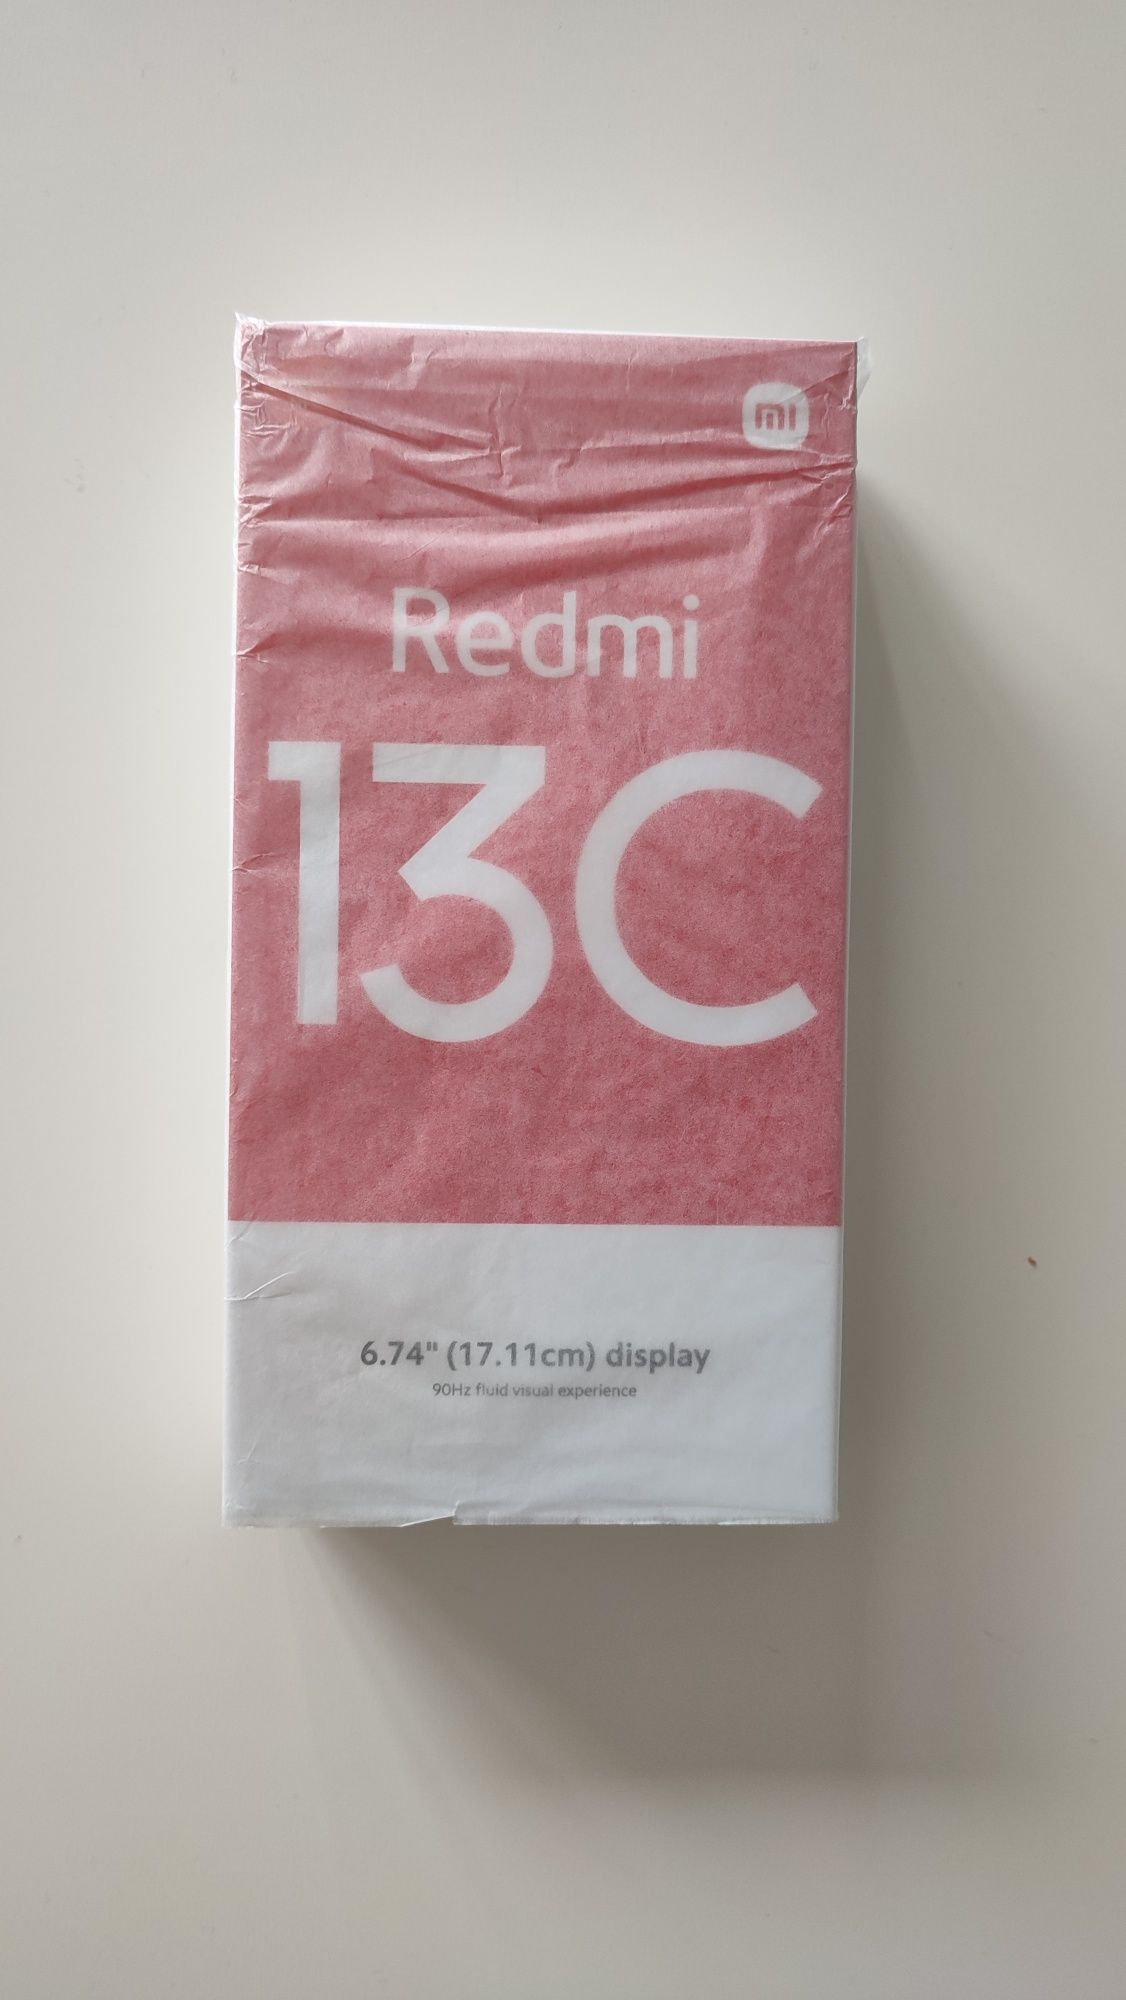 mi
Redmi
13C
6.74" (17.11cm) display
90Hz fluid visual experience